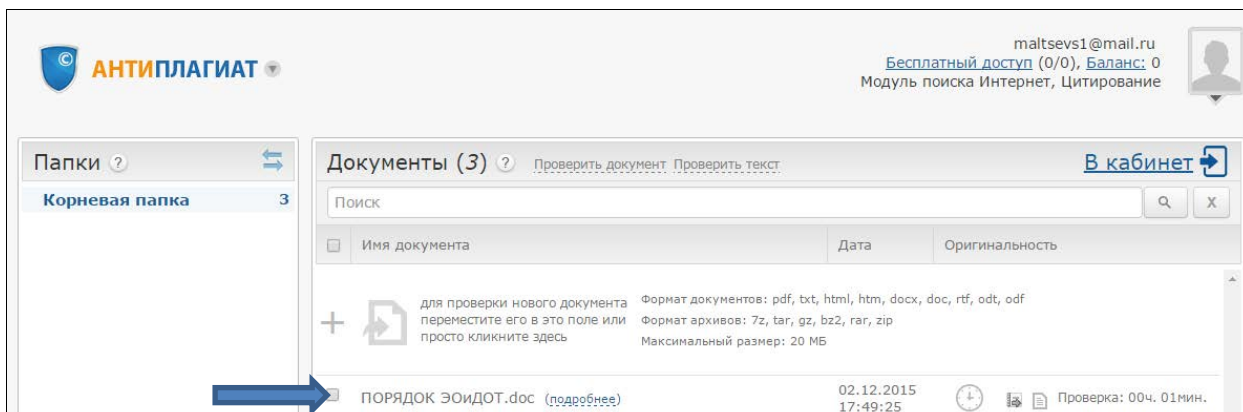 maltsevs1@mail.ru
© АНТИПЛАГИАТ
Бесплатный доступ (0/0), Баланс: 0
Модуль поиска Интернет, Цитирование
Папки ?
Документы (3) ? Проверить документ Проверить текст
В кабинет
Корневая папка 3
Поиск
X
Имя документа Дата Оригинальность
для проверки нового документа
переместите его в это поле или
просто кликните здесь
Формат документов: pdf, txt, html, htm, docx, doc, rtf, odt, odf
Формат архивов: 7z, tar, gz, bz2, rar, zip
Максимальный размер: 20 МБ
ПОРЯДОК ЭОиДОТ.doc (подробнее)
02.12.2015
17:49:25
Проверка: 00ч. 01мин.